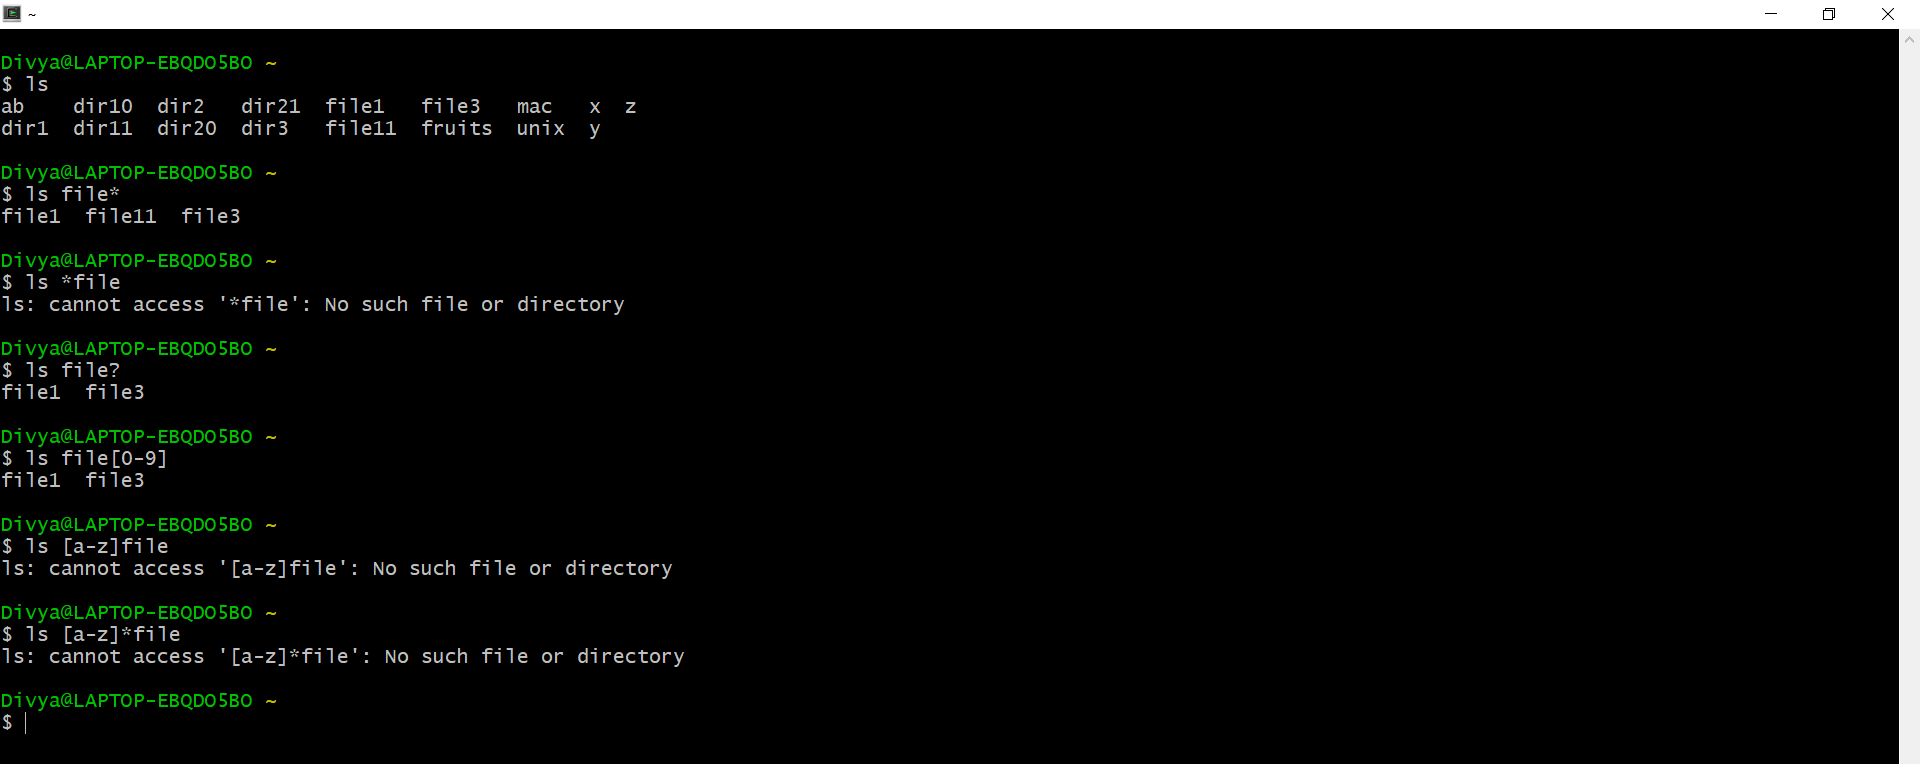 ~
Divya@LAPTOP-EBQDO5BO ~
$ ls
ab    dir10  dir2   dir21  file1   file3   mac   x  z
dir1  dir11  dir20  dir3   file11  fruits  unix  y
Divya@LAPTOP-EBQDO5BO ~
$ ls file*
file1  file11  file3
Divya@LAPTOP-EBQDO5BO ~
$ ls *file
ls: cannot access '*file': No such file or directory
Divya@LAPTOP-EBQDO5BO ~
$ ls file?
file1  file3
Divya@LAPTOP-EBQDO5BO ~
$ ls file[0-9]
file1  file3
Divya@LAPTOP-EBQDO5BO ~
$ ls [a-z]file
ls: cannot access '[a-z]file': No such file or directory
Divya@LAPTOP-EBQDO5BO ~
$ ls [a-z]*file
ls: cannot access '[a-z]*file': No such file or directory
Divya@LAPTOP-EBQDO5BO ~
$